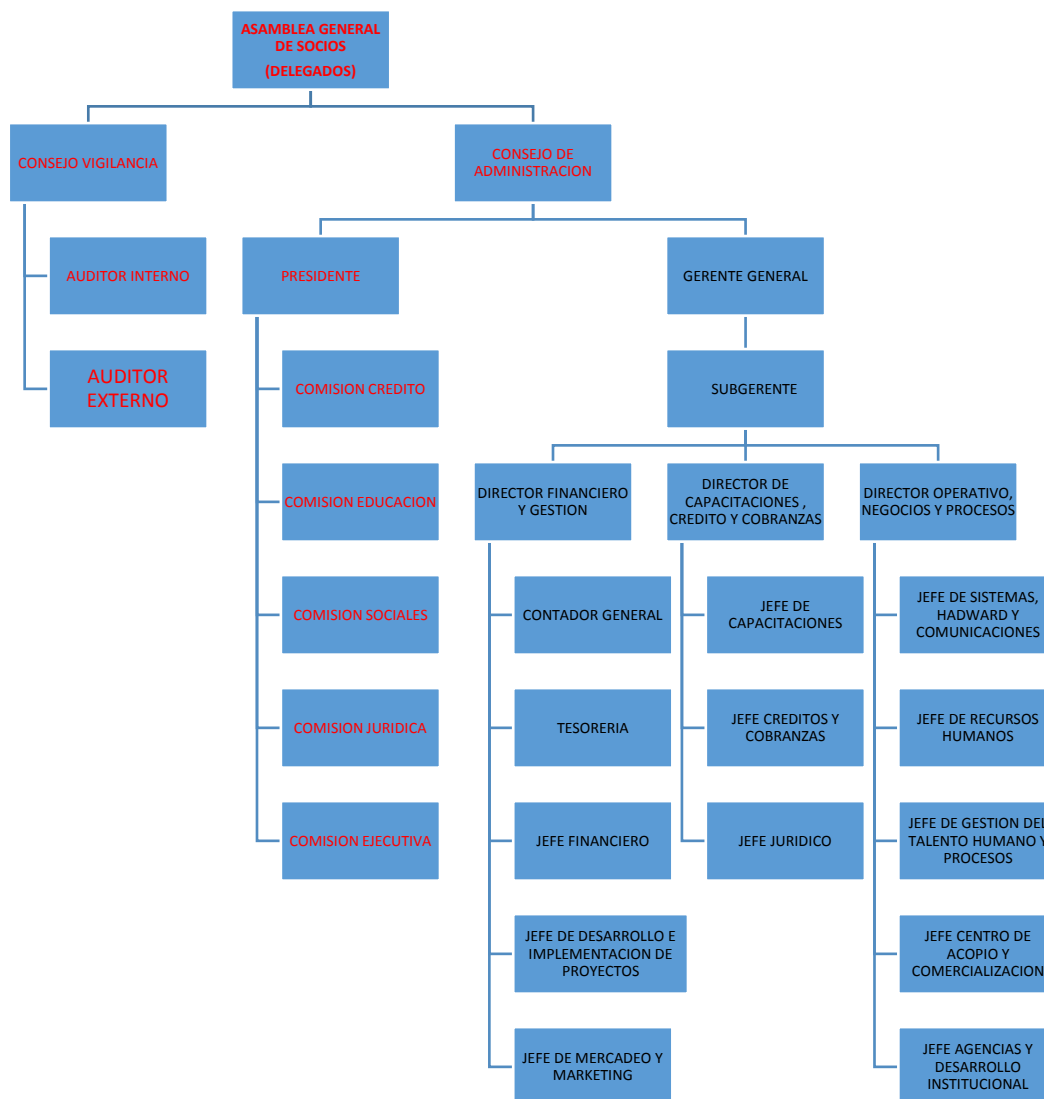 ASAMBLEA GENERAL
DE SOCIOS
(DELEGADOS)
CONSEJO VIGILANCIA
CONSEJO DE
ADMINISTRACION
AUDITOR INTERNO
PRESIDENTE
GERENTE GENERAL
AUDITOR
EXTERNO
COMISION CREDITO
SUBGERENTE
COMISION EDUCACION
DIRECTOR FINANCIERO
Y GESTION
DIRECTOR DE
CAPACITACIONES ,
CREDITO Y COBRANZAS
DIRECTOR OPERATIVO,
NEGOCIOS Y PROCESOS
COMISION SOCIALES
CONTADOR GENERAL
JEFE DE
CAPACITACIONES
JEFE DE SISTEMAS,
HADWARD Y
COMUNICACIONES
COMISION JURIDICA
TESORERIA
JEFE CREDITOS Y
COBRANZAS
JEFE DE RECURSOS
HUMANOS
COMISION EJECUTIVA
JEFE FINANCIERO
JEFE JURIDICO
JEFE DE GESTION DEL
TALENTO HUMANO Y
PROCESOS
JEFE DE DESARROLLO E
IMPLEMENTACION DE
PROYECTOS
JEFE CENTRO DE
ACOPIO Y
COMERCIALIZACION
JEFE DE MERCADEO Y
MARKETING
JEFE AGENCIAS Y
DESARROLLO
INSTITUCIONAL